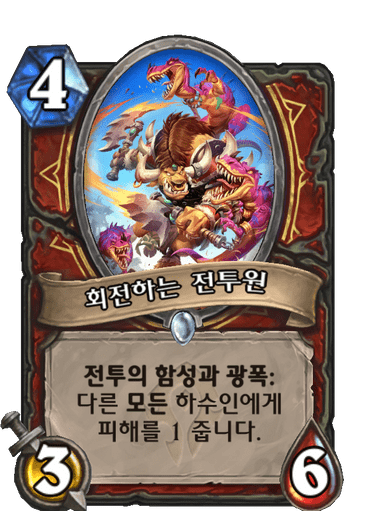 4
회전하는 전투원
전투의 함성과 광폭:
다른 모든 하수인에게
피해를 1 줍니다.
3
6